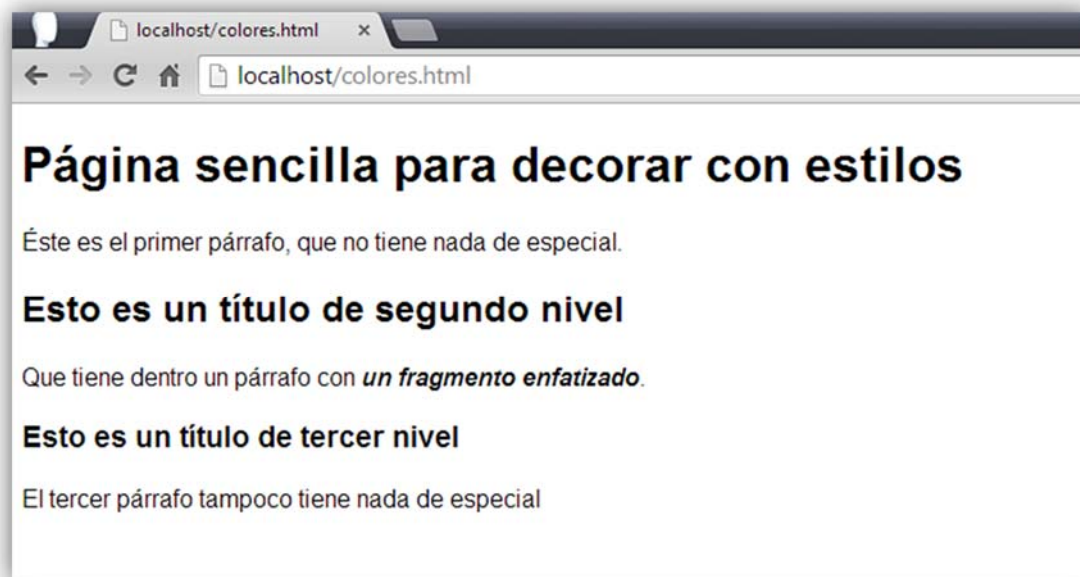 localhost/colores.html ×
localhost/colores.html
Página sencilla para decorar con estilos
Éste es el primer párrafo, que no tiene nada de especial.
Esto es un título de segundo nivel
Que tiene dentro un párrafo con un fragmento enfatizado.
Esto es un título de tercer nivel
El tercer párrafo tampoco tiene nada de especial